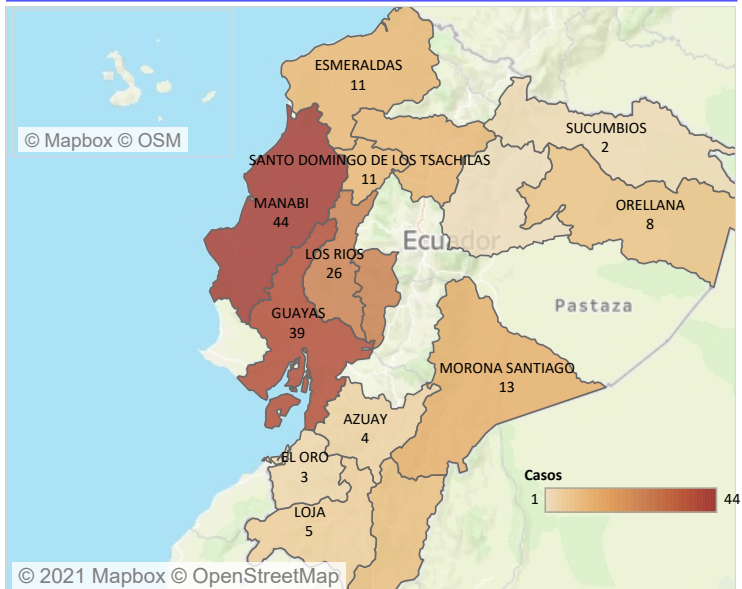 ESMERALDAS
11
© Mapbox © OSM
SUCUMBIOS
2
SANTO DOMINGO DE LOS TSACHILAS
11
MANABI
44
ORELLANA
8
Ecuador
LOS RIOS
26
Pastaza
GUAYAS
39
MORONA SANTIAGO
13
AZUAY
4
EL ORO
3
Casos
1 44
LOJA
5
© 2021 Mapbox © OpenStreetMap